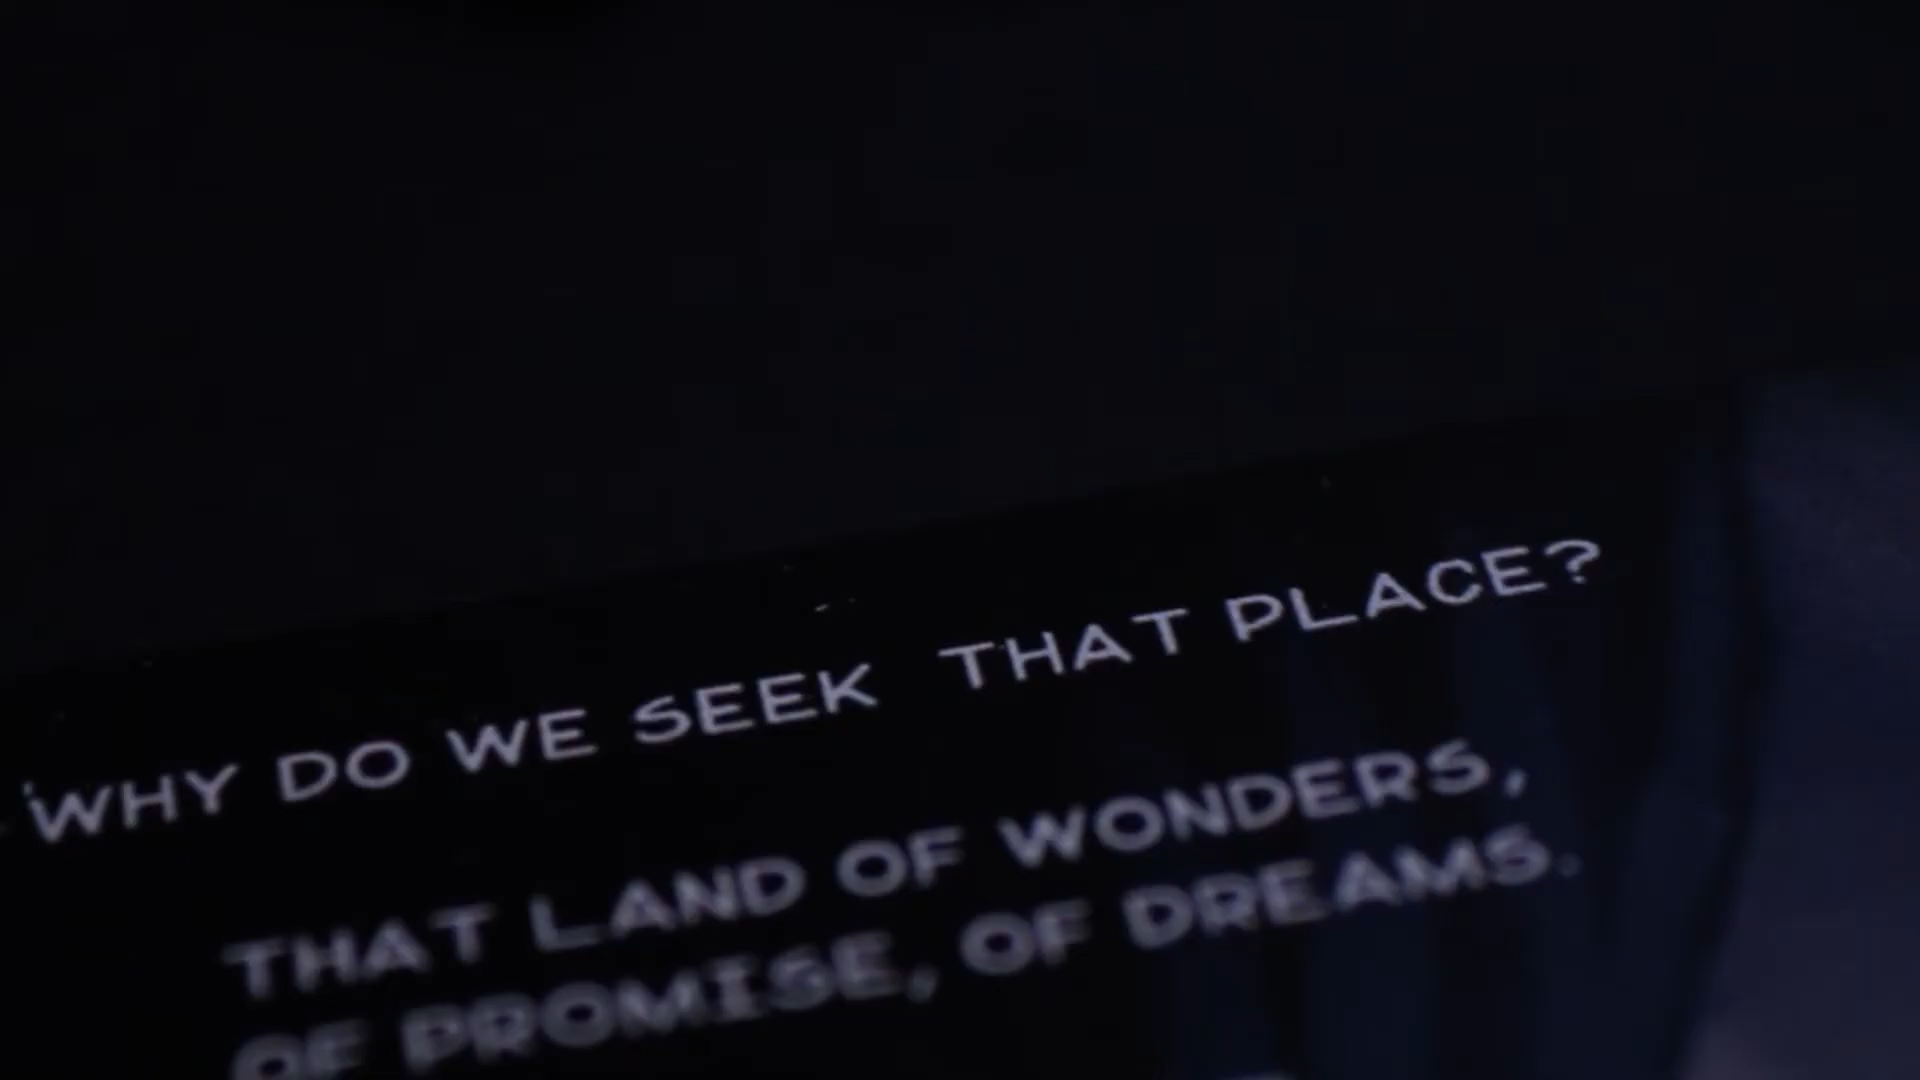 WHY DO WE SEEK THAT PLACE?
THAT LAND OF WONDERS,
OF PROMISE, OF DREAMS.